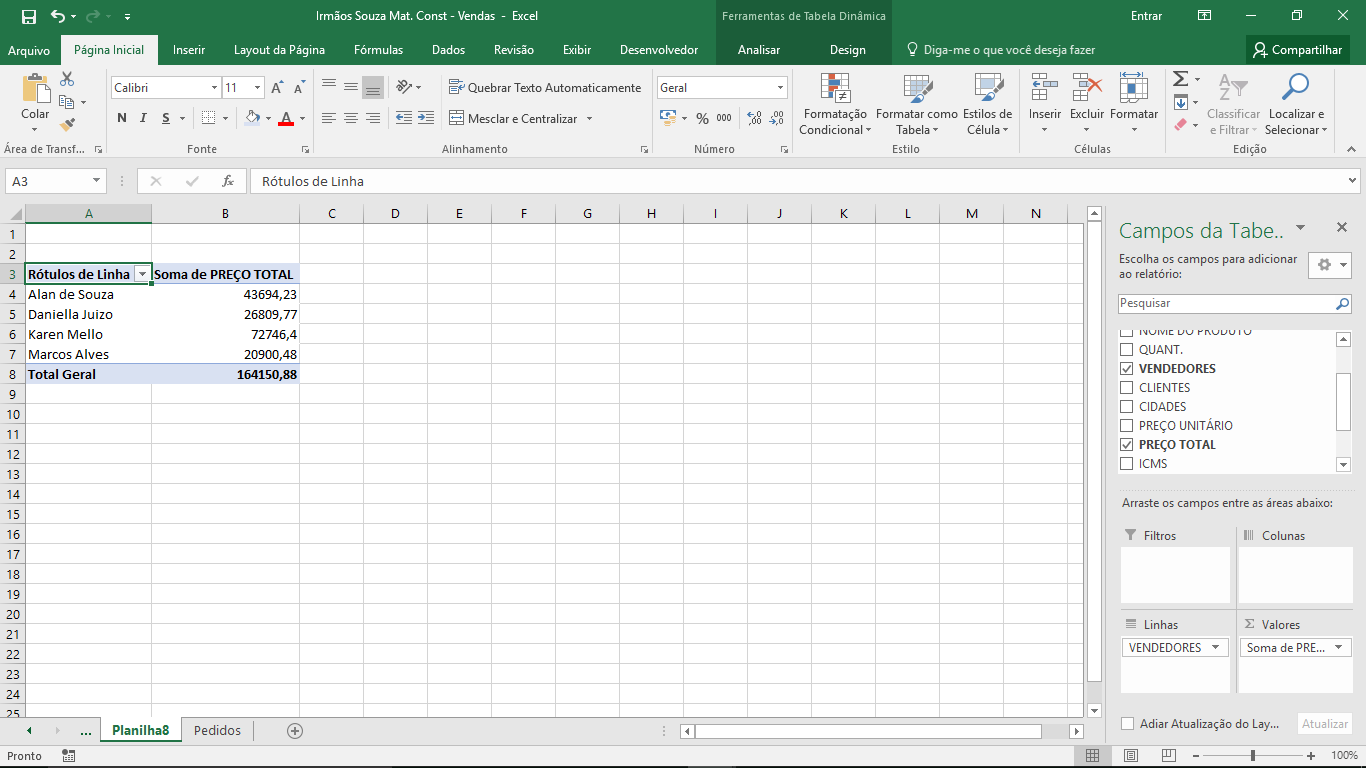 Irmãos Souza Mat. Const - Vendas - Excel
Ferramentas de Tabela Dinâmica
Entrar
Arquivo Página Inicial Inserir Layout da Página Fórmulas Dados Revisão Exibir Desenvolvedor Analisar Design Diga-me o que você deseja fazer Compartilhar
Colar
Calibri 11
N I S A
Quebrar Texto Automaticamente
Mesclar e Centralizar
Geral
% 000
Formatação
Condicional
Formatar como
Tabela
Estilos de
Célula
Inserir Excluir Formatar
Classificar
e Filtrar
Localizar e
Selecionar
Área de Transf... Fonte Alinhamento Número Estilo Células Edição
A3 fx Rótulos de Linha
A B C D E F G H I J K L M N
1
2
3 Rótulos de Linha Soma de PREÇO TOTAL
4 Alan de Souza 43694,23
5 Daniella Juizo 26809,77
6 Karen Mello 72746,4
7 Marcos Alves 20900,48
8 Total Geral 164150,88
9
10
11
12
13
14
15
16
17
18
19
20
21
22
23
24
25
Campos da Tabe..
Escolha os campos para adicionar
ao relatório:
Pesquisar
NOME DO PRODUTO
QUANT.
VENDEDORES
CLIENTES
CIDADES
PREÇO UNITÁRIO
PREÇO TOTAL
ICMS
Arraste os campos entre as áreas abaixo:
Filtros Colunas
Linhas Σ Valores
VENDEDORES Soma de PRE...
Adiar Atualização do Lay... Atualizar
... Planilha8 Pedidos
Pronto 100%